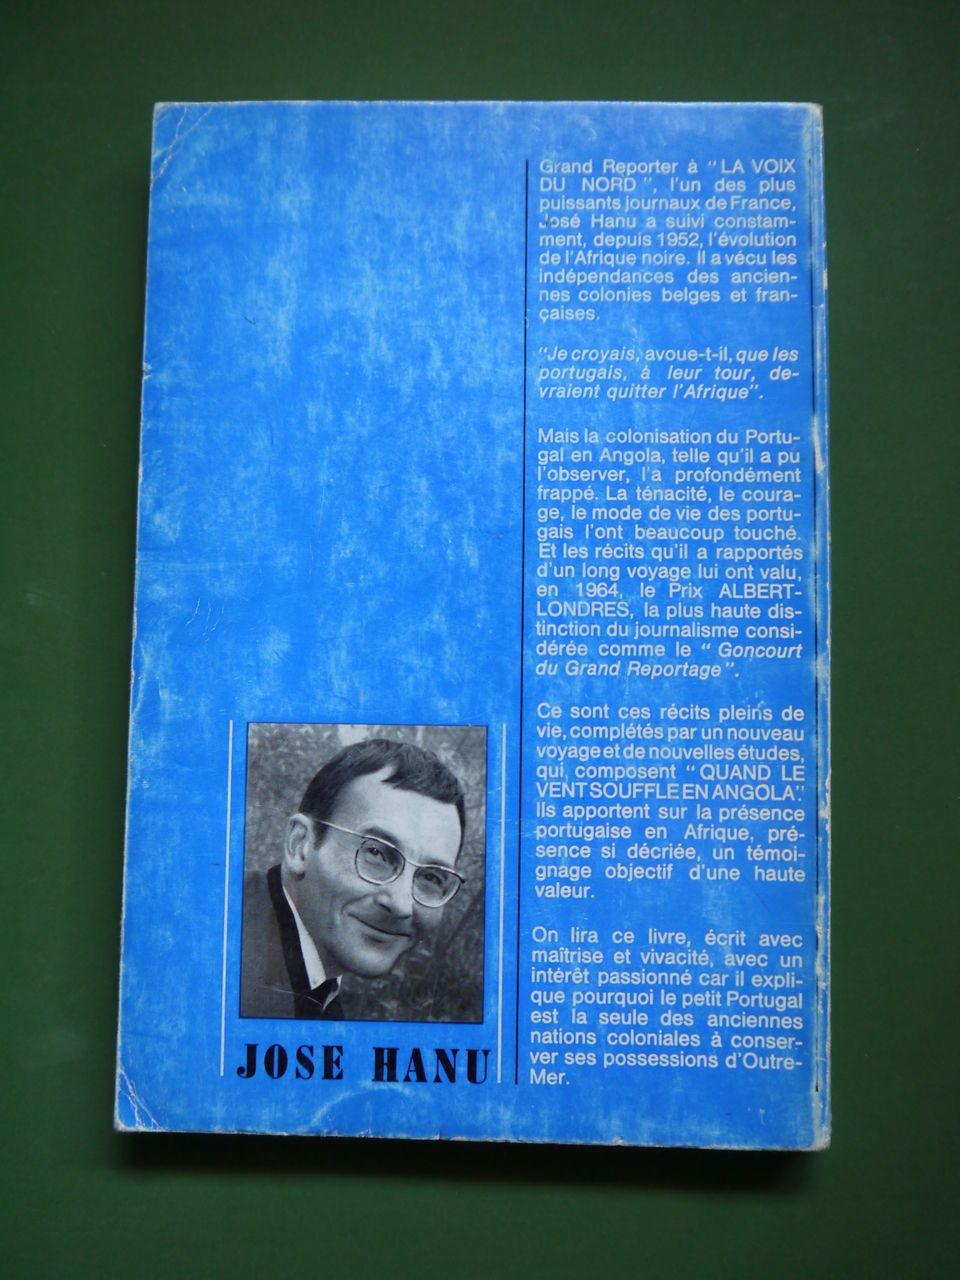 Grand Reporter à "LA VOIX
DU NORD", l'un des plus
puissants journaux de France,
José Hanu a suivi constam-
ment, depuis 1952, l'évolution
de l'Afrique noire. Il a vécu les
indépendances des ancien-
nes colonies belges et fran-
çaises.
"Je croyais, avoue-t-il, que les
portugais, à leur tour, de-
vraient quitter l'Afrique".
Mais la colonisation du Portu-
gal en Angola, telle qu'il a pu
l'observer, l'a profondément
frappé. La ténacité, le coura-
ge, le mode de vie des portu-
gais l'ont beaucoup touché.
Et les récits qu'il a rapportés
d'un long voyage lui ont valu,
en 1964, le Prix ALBERT-
LONDRES, la plus haute dis-
tinction du journalisme consi-
dérée comme le "Goncourt
du Grand Reportage".
Ce sont ces récits pleins de
vie, complétés par un nouveau
voyage et de nouvelles études,
qui composent "QUAND LE
VENT SOUFFLE EN ANGOLA".
Ils apportent sur la présence
portugaise en Afrique, pré-
sence si décriée, un témoi-
gnage objectif d'une haute
valeur.
On lira ce livre, écrit avec
maîtrise et vivacité, avec un
intérêt passionné car il expli-
que pourquoi le petit Portugal
est la seule des anciennes
nations coloniales à conser-
ver ses possessions d'Outre-
Mer.
JOSE HANU